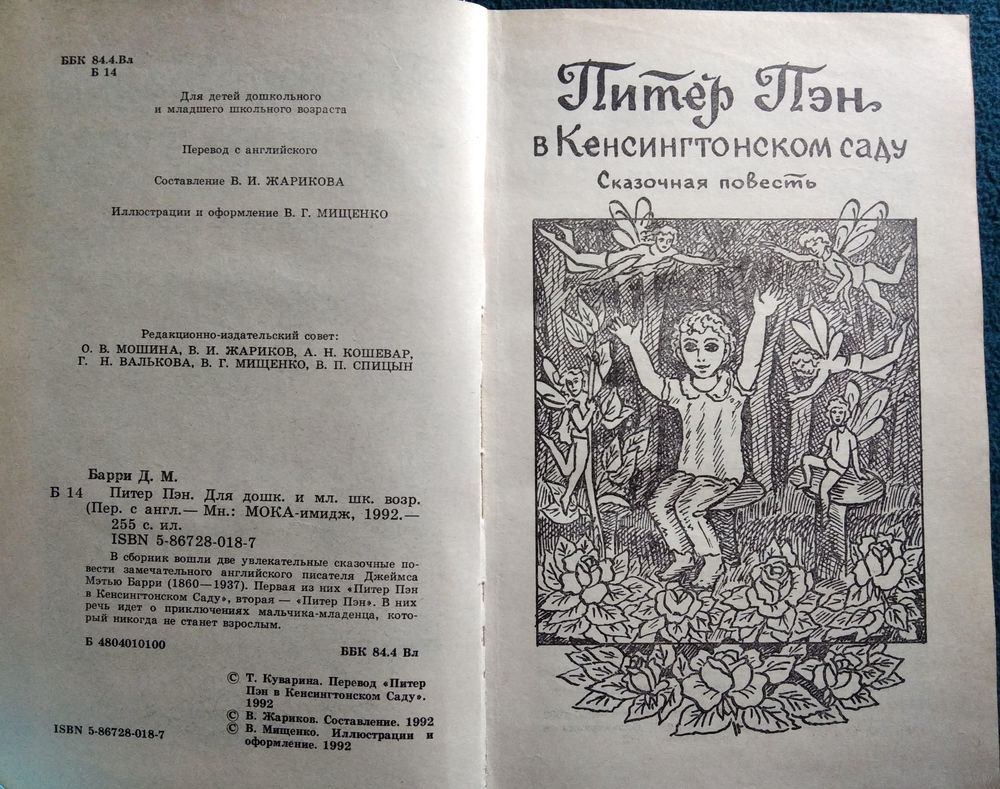 ББК 84.4.Вл
Б 14
Для детей дошкольного
и младшего школьного возраста
Перевод с английского
Составление В. И. ЖАРИКОВА
Иллюстрации и оформление В. Г. МИЩЕНКО
Редакционно-издательский совет:
О. В. МОШИНА, В. И. ЖАРИКОВ, А. Н. КОШЕВАР,
Г. Н. ВАЛЬКОВА, В. Г. МИЩЕНКО, В. П. СПИЦЫН
Барри Д. М.
Б 14 Питер Пэн. Для дошк. и мл. шк. возр.
(Пер. с англ.— Мн.: МОКА-имидж, 1992.—
255 с. ил.
ISBN 5-86728-018-7
В сборник вошли две увлекательные сказочные по-
вести замечательного английского писателя Джеймса
Мэтью Барри (1860—1937). Первая из них «Питер Пэн
в Кенсингтонском Саду», вторая — «Питер Пэн». В них
речь идет о приключениях мальчика-младенца, кото-
рый никогда не станет взрослым.
Б 4804010100
ББК 84.4 Вл
© Т. Куварина. Перевод «Питер
Пэн в Кенсингтонском Саду».
1992
© В. Жариков. Составление. 1992
© В. Мищенко. Иллюстрации и
оформление. 1992
ISBN 5-86728-018-7
Питер Пэн
в Кенсингтонском саду
Сказочная повесть